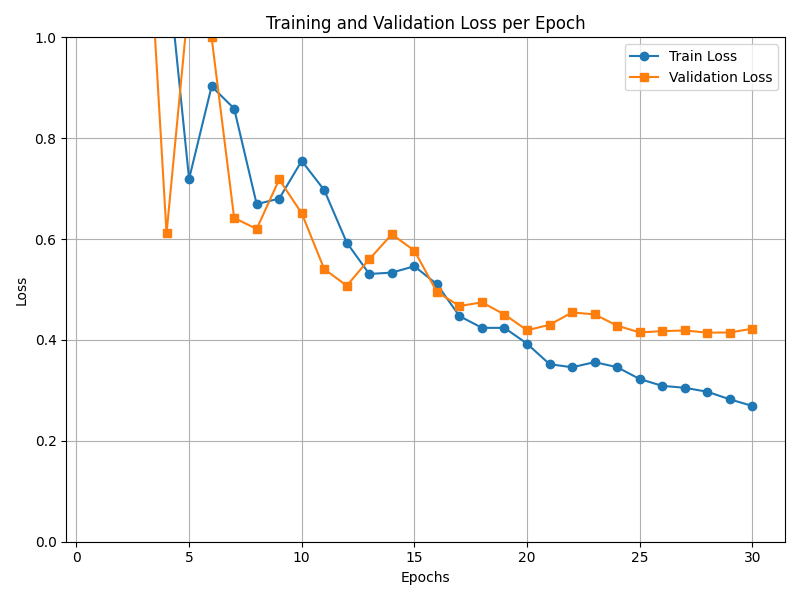 Training and Validation Loss per Epoch
Train Loss
Validation Loss
Loss
1.0
0.8
0.6
0.4
0.2
0.0
0 5 10 15 20 25 30
Epochs